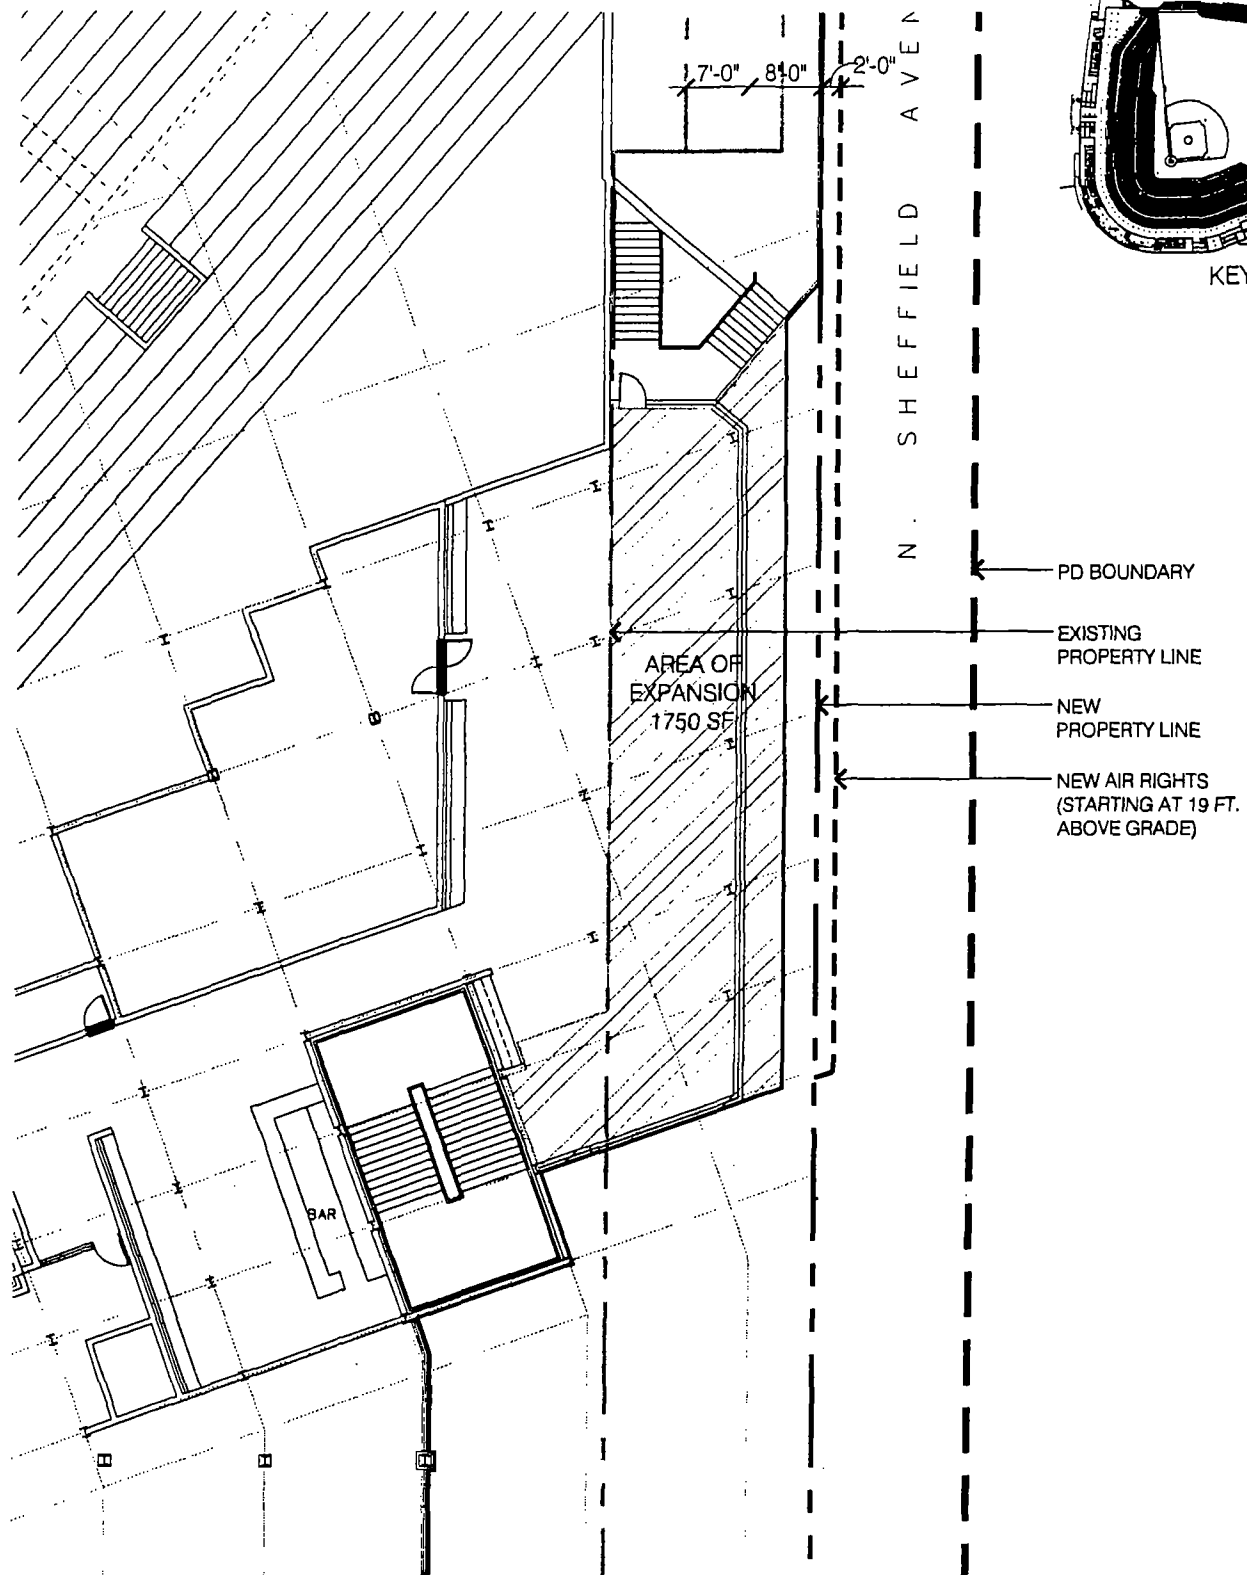 7'-0" 8'-0" 2'-0"
N. SHEFFIELD AVEN
KEY
PD BOUNDARY
EXISTING
PROPERTY LINE
AREA OF
EXPANSION
1750 SF
NEW
PROPERTY LINE
NEW AIR RIGHTS
(STARTING AT 19 FT.
ABOVE GRADE)
BAR